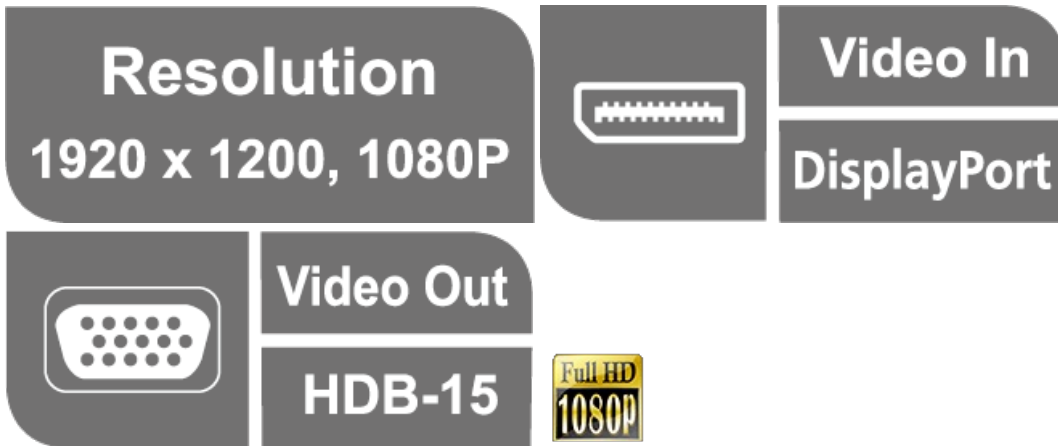 Resolution
1920 x 1200, 1080P
Video In
DisplayPort
Video Out
HDB-15
Full HD
1080P